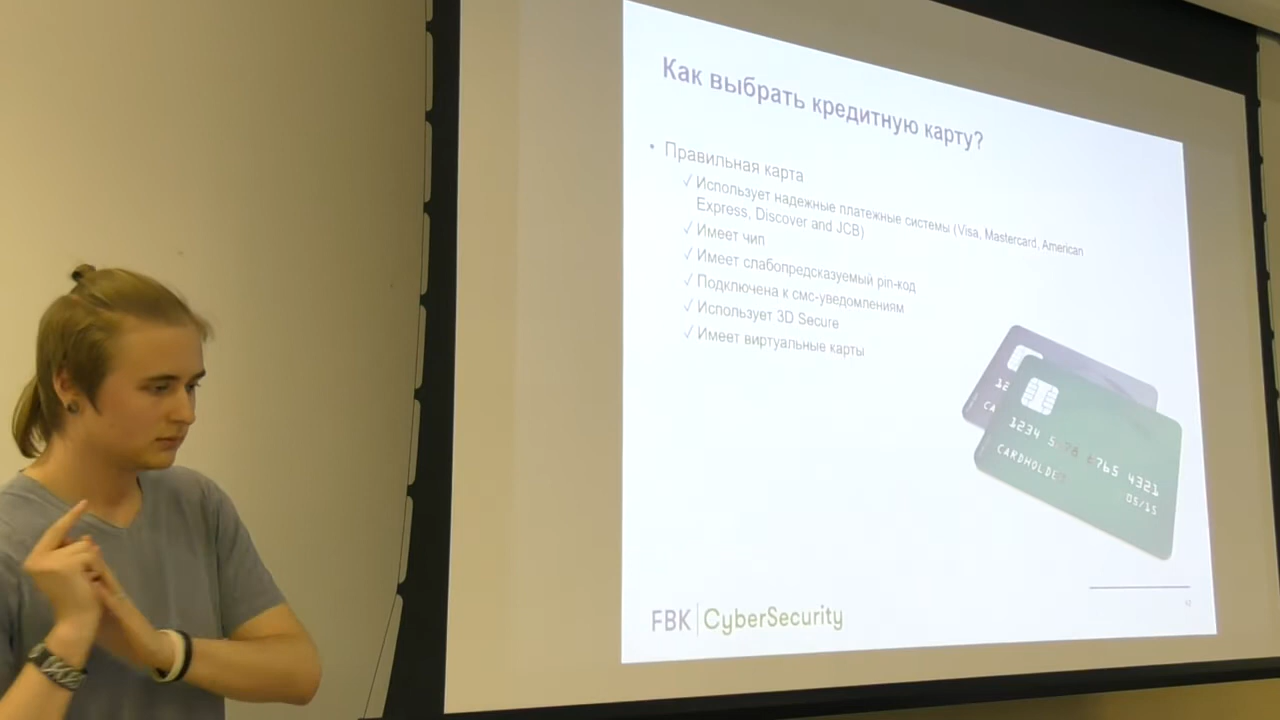 Как выбрать кредитную карту?
• Правильная карта
✓ Использует надежные платежные системы (Visa, Mastercard, American
Express, Discover and JCB)
✓ Имеет чип
✓ Имеет слабопредсказуемый pin-код
✓ Подключена к смс-уведомлениям
✓ Использует 3D Secure
✓ Имеет виртуальные карты
12
CA
1234 5678 8765 4321
05/15
CARDHOLDER
FBK | CyberSecurity